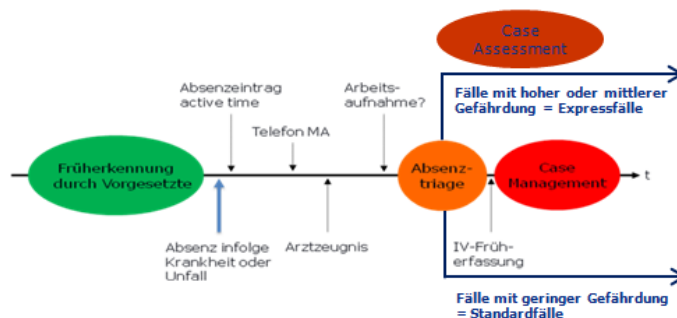 Case
Assessment
Absenzeintrag
active time
Arbeits-
aufnahme?
Fälle mit hoher oder mittlerer
Gefährdung = Expressfälle
Telefon MA
Früherkennung
durch Vorgesetzte
Absenz-
triage
Case
Management
t
Absenz infolge
Krankheit oder
Unfall
Arztzeugnis
IV-Früh-
erfassung
Fälle mit geringer Gefährdung
= Standardfälle